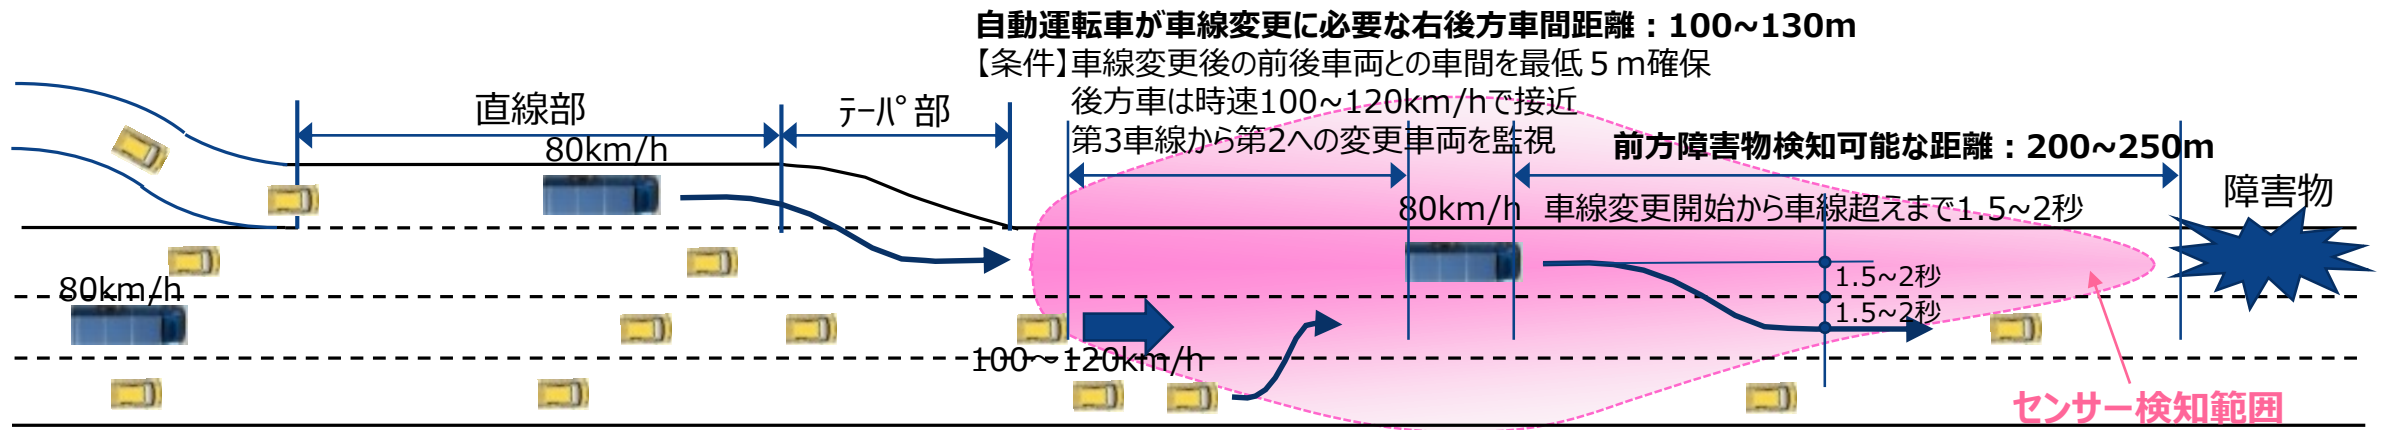 自動運転車が車線変更に必要な右後方車間距離：100~130m
【条件】車線変更後の前後車両との車間を最低５ｍ確保
後方車は時速100~120km/hで接近
第3車線から第2への変更車両を監視
直線部
ﾃｰﾊﾟ部
80km/h
前方障害物検知可能な距離：200~250m
障害物
80km/h
車線変更開始から車線超えまで1.5~2秒
80km/h
1.5~2秒
1.5~2秒
100～120km/h
センサー検知範囲